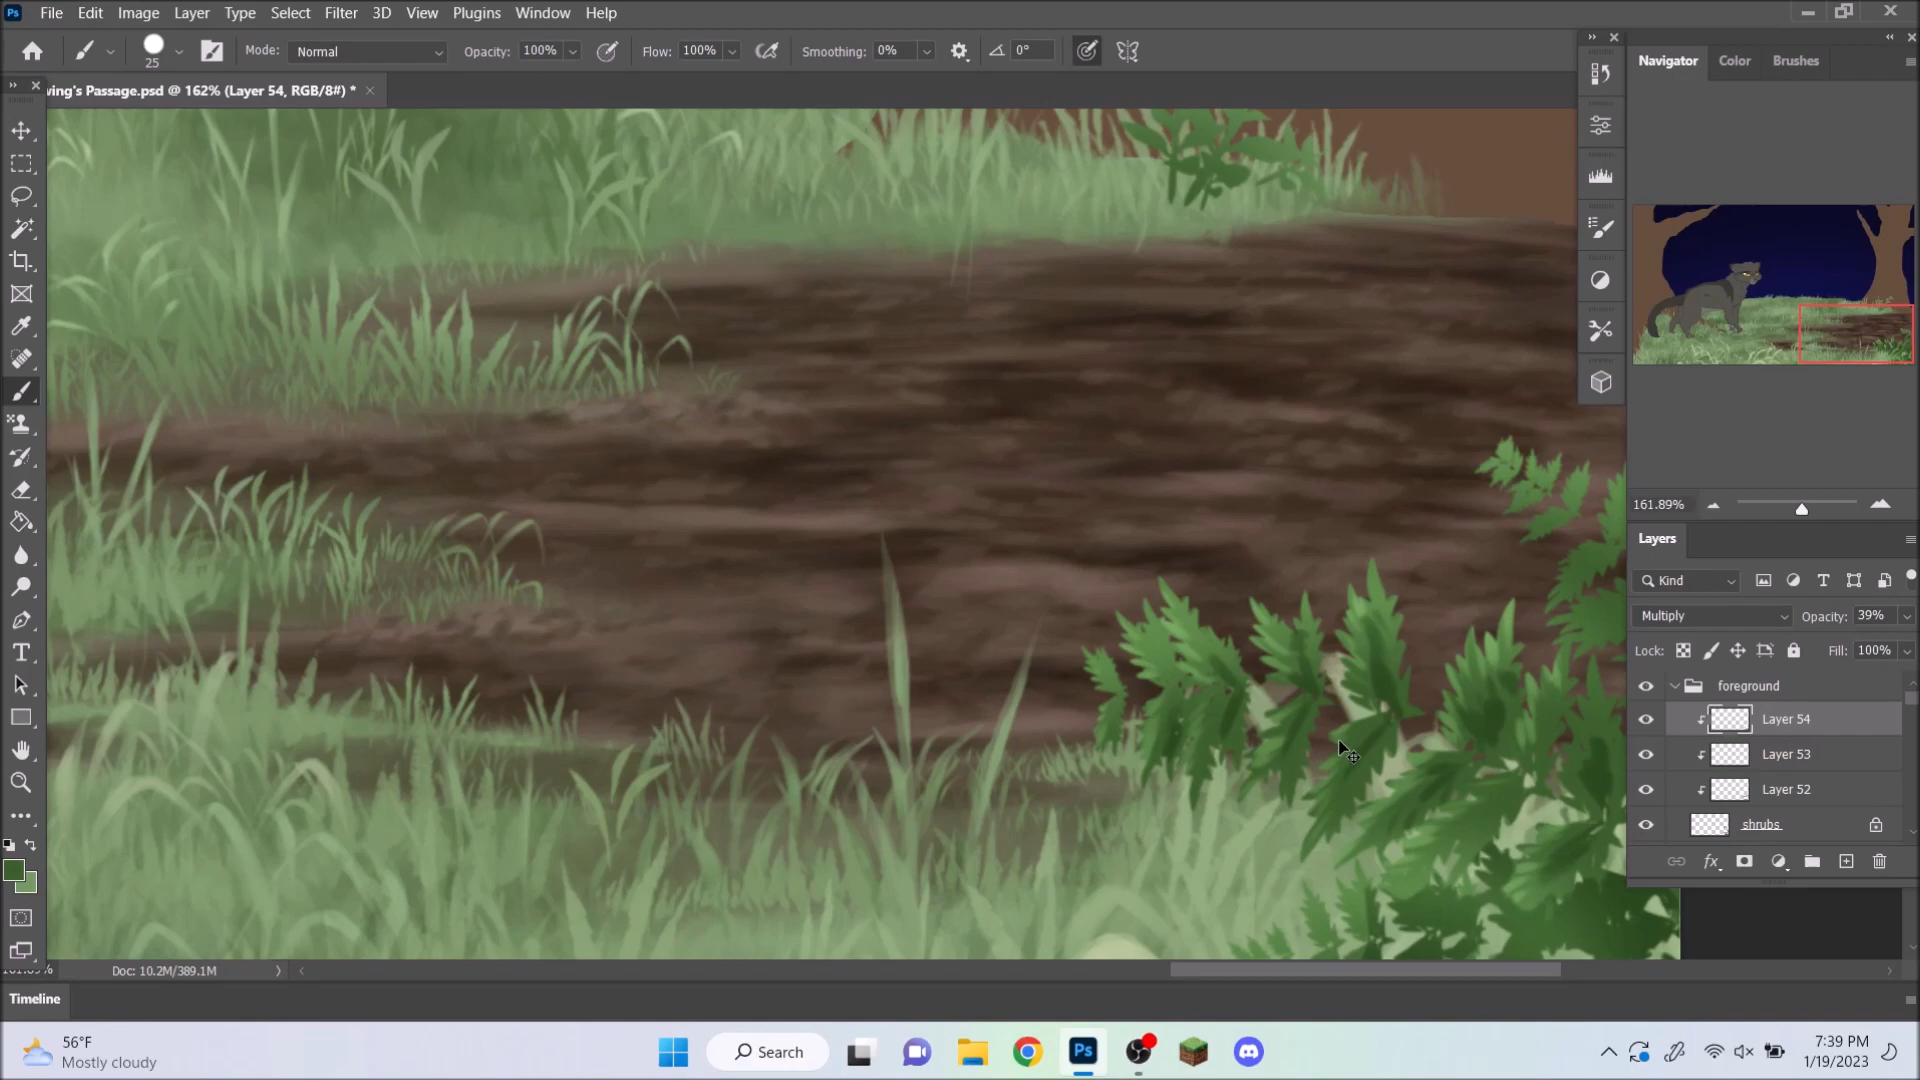 Ps File Edit Image Layer Type Select Filter 3D View Plugins Window Help
25 Mode: Normal Opacity: 100% Flow: 100% Smoothing: 0% 0°
ving's Passage.psd @ 162% (Layer 54, RGB/8#) *
Navigator Color Brushes
161.89%
Layers
Kind
Multiply Opacity: 39%
Lock: Fill: 100%
foreground
Layer 54
Layer 53
Layer 52
shrubs
fx
Doc: 10.2M/389.1M
Timeline
56°F
Mostly cloudy
Search
Ps
7:39 PM
1/19/2023